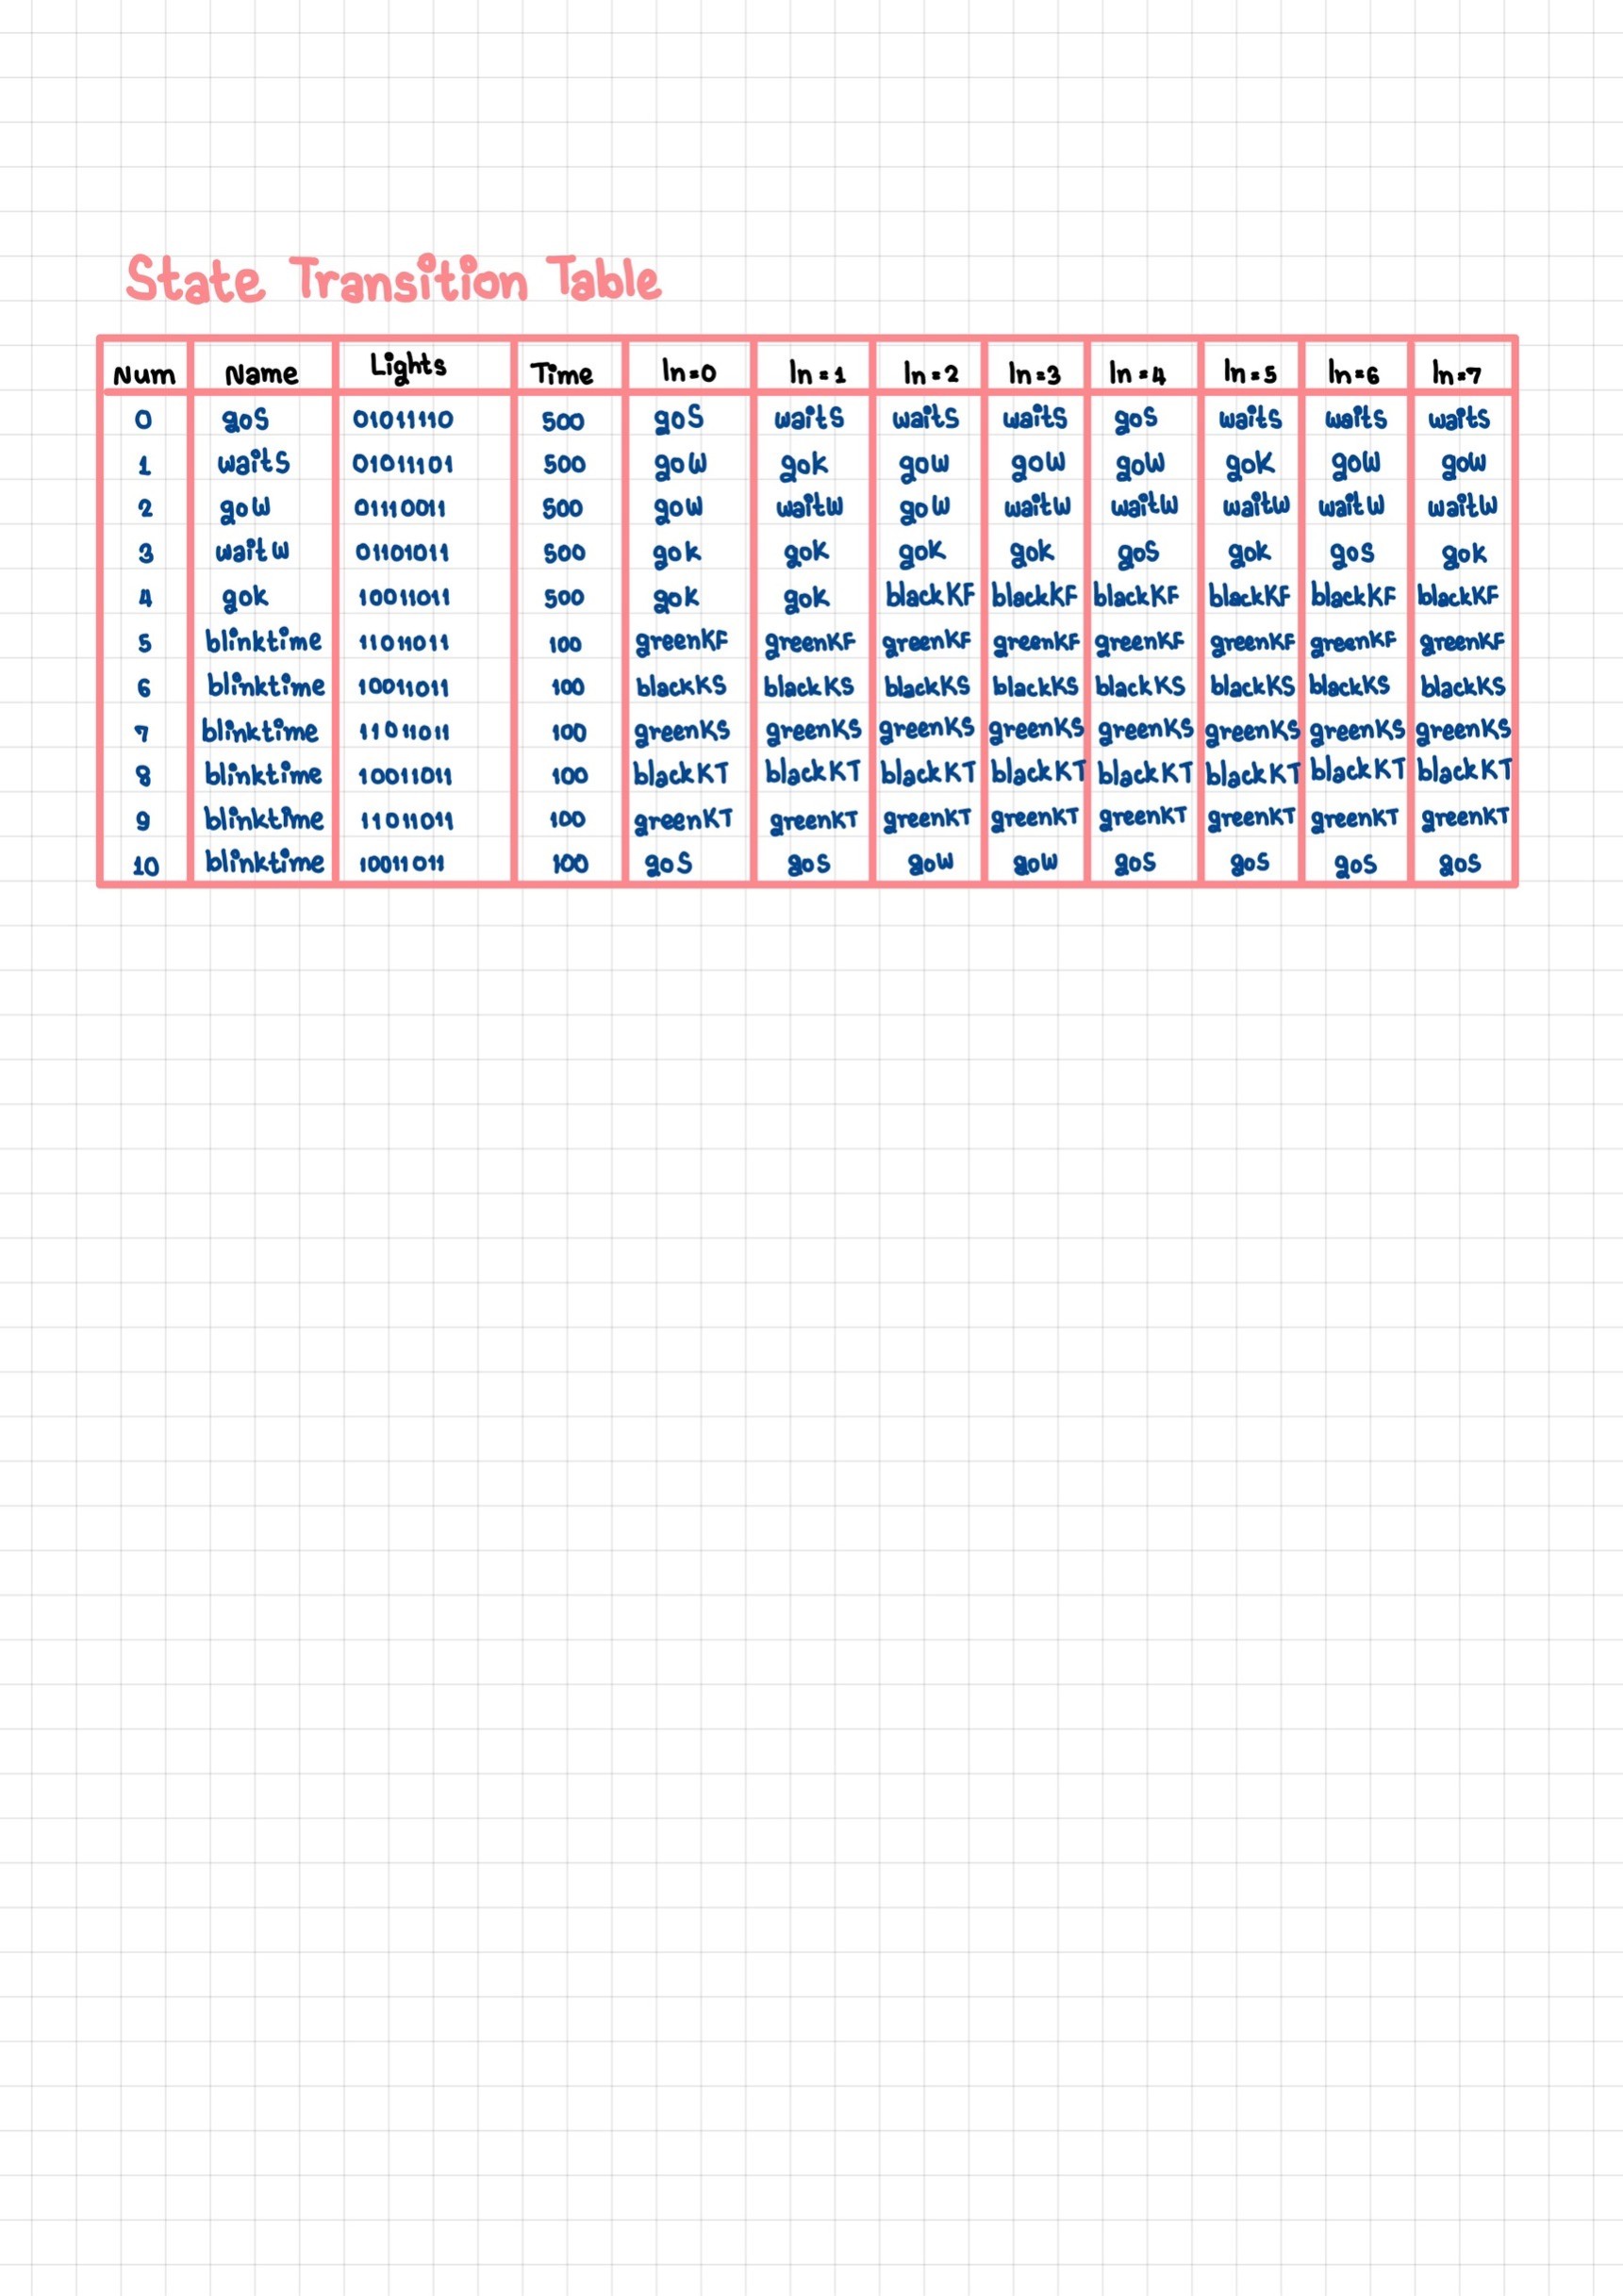 State Transition Table
Num Name Lights Time In=0 In=1 In=2 In=3 In=4 In=5 In=6 In=7
0 goS 01011110 500 goS waitS waitS waitS goS waitS waitS waitS
1 waitS 01011101 500 goW gok goW goW goW goK goW goW
2 goW 01110011 500 goW waitW goW waitW waitW waitW waitW waitW
3 waitW 01101011 500 gok gok goK gok goS gok goS gok
4 gok 10011011 500 gok gok blackKF blackKF blackKF blackKF blackKF blackKF
5 blinktime 11011011 100 greenKF greenKF greenKF greenKF greenKF greenKF greenKF greenKF
6 blinktime 10011011 100 blackKS blackKS blackKS blackKS blackKS blackKS blackKS blackKS
7 blinktime 11011011 100 greenKS greenKS greenKS greenKS greenKS greenKS greenKS greenKS
8 blinktime 10011011 100 blackKT blackKT blackKT blackKT blackKT blackKT blackKT blackKT
9 blinktime 11011011 100 greenKT greenKT greenKT greenKT greenKT greenKT greenKT greenKT
10 blinktime 10011011 100 goS goS goW goW goS goS goS goS